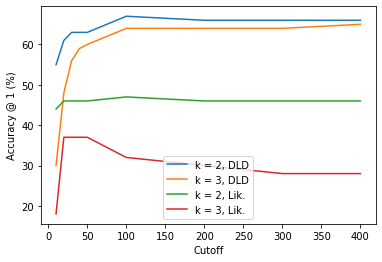 Accuracy @ 1 (%)
60
50
40
30
20
k = 2, DLD
k = 3, DLD
k = 2, Lik.
k = 3, Lik.
0 50 100 150 200 250 300 350 400
Cutoff